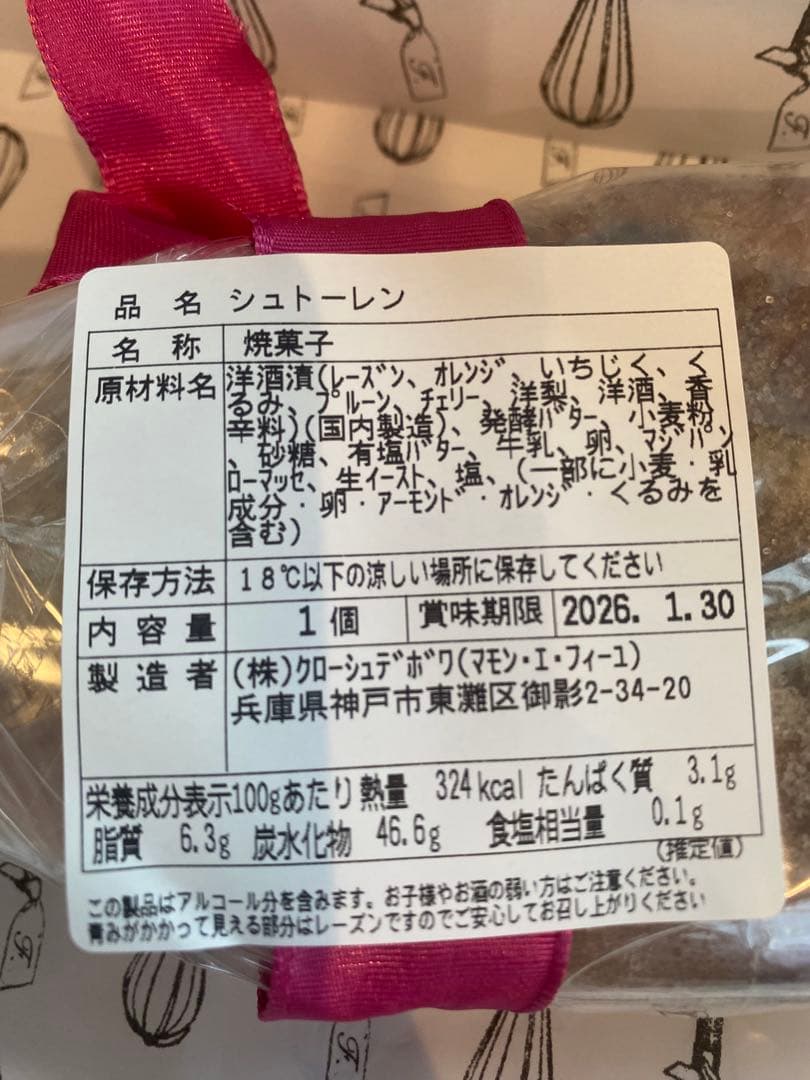 品名 シュトーレン
名称 焼菓子
原材料名 洋酒漬(ﾚｰｽﾞﾝ、ｵﾚﾝｼﾞ、いちじく、く
るみ、ﾌﾟﾙｰﾝ、ﾁｪﾘｰ、洋梨、洋酒、香
辛料)(国内製造)、発酵ﾊﾞﾀｰ、小麦粉
、砂糖、有塩ﾊﾞﾀｰ、牛乳、卵、ﾏｼﾞﾊﾟﾝ
ﾛｰﾏｯｾ、生ｲｰｽﾄ、塩、(一部に小麦・乳
成分・卵・ｱｰﾓﾝﾄﾞ・ｵﾚﾝｼﾞ・くるみを
含む)
保存方法 18℃以下の涼しい場所に保存してください
内容量 1個 賞味期限 2026. 1.30
製造者 (株)ｸﾛｰｼｭﾃﾞﾎﾞﾜ(ﾏﾓﾝ・ｴ・ﾌｨｰﾕ)
兵庫県神戸市東灘区御影2-34-20
栄養成分表示100gあたり 熱量 324kcal たんぱく質 3.1g
脂質 6.3g 炭水化物 46.6g 食塩相当量 0.1g
(推定値)
この製品はアルコール分を含みます。お子様やお酒の弱い方はご注意ください。
青みがかかって見える部分はレーズンですのでご安心してお召し上がりください